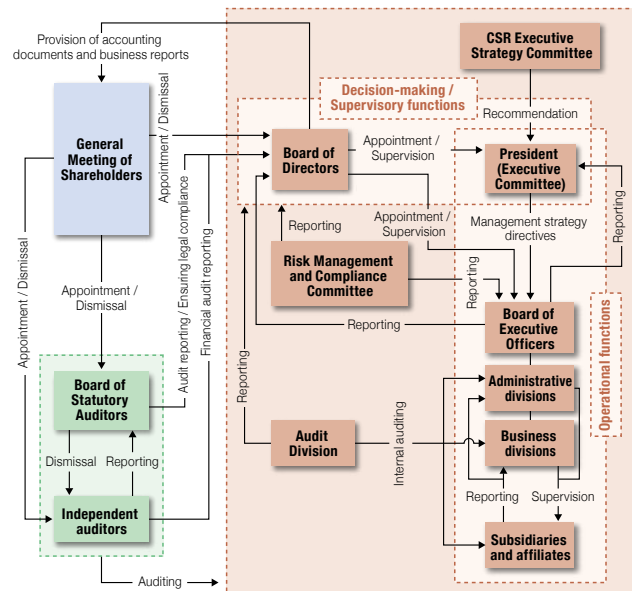 Provision of accounting
documents and business reports
CSR Executive
Strategy Committee
Decision-making /
Supervisory functions
Recommendation
General
Meeting of
Shareholders
Appointment / Dismissal
Board of
Directors
Appointment /
Supervision
President
(Executive
Committee)
Reporting
Appointment /
Supervision
Management strategy
directives
Reporting
Risk Management
and Compliance
Committee
Reporting
Appointment / Dismissal
Appointment /
Dismissal
Audit reporting / Ensuring legal compliance
Financial audit reporting
Reporting
Board of
Executive
Officers
Operational functions
Board of
Statutory
Auditors
Reporting
Administrative
divisions
Audit
Division
Internal auditing
Business
divisions
Dismissal
Reporting
Reporting
Supervision
Independent
auditors
Subsidiaries
and affiliates
Auditing